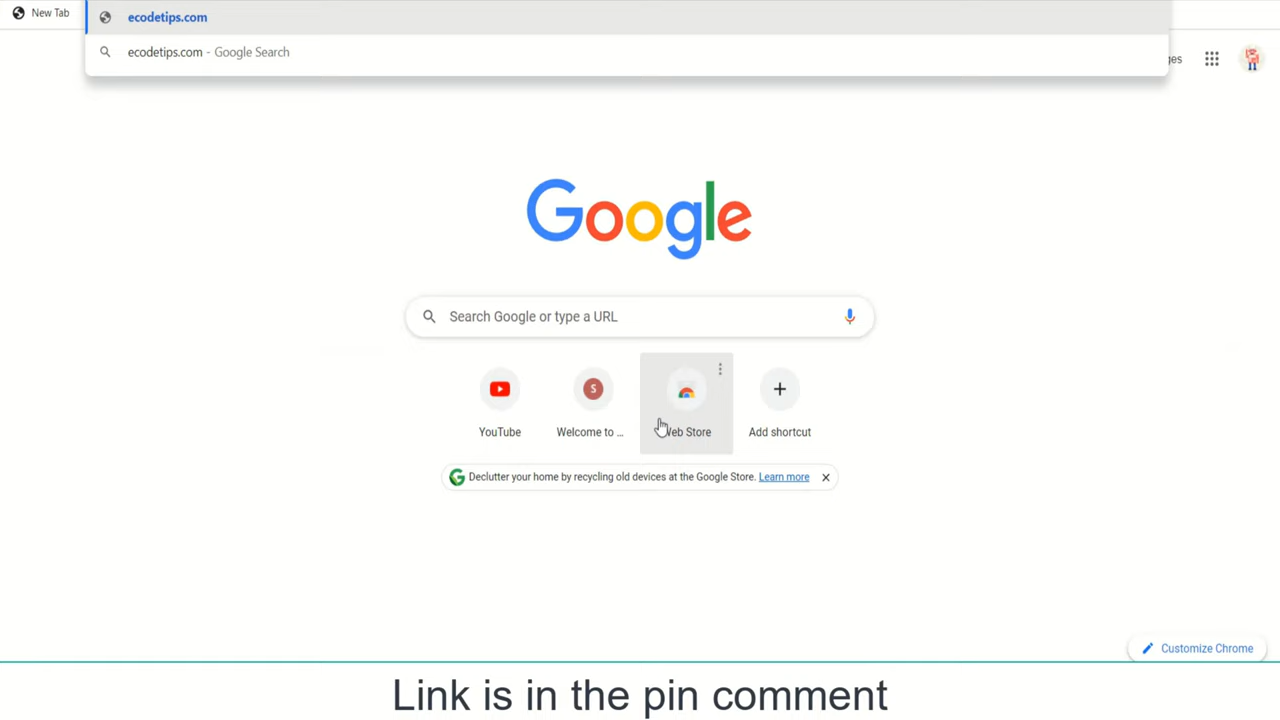 New Tab
ecodetips.com
ecodetips.com - Google Search
Google
Search Google or type a URL
S
YouTube
Welcome to ...
Web Store
Add shortcut
Declutter your home by recycling old devices at the Google Store. Learn more
Customize Chrome
Link is in the pin comment